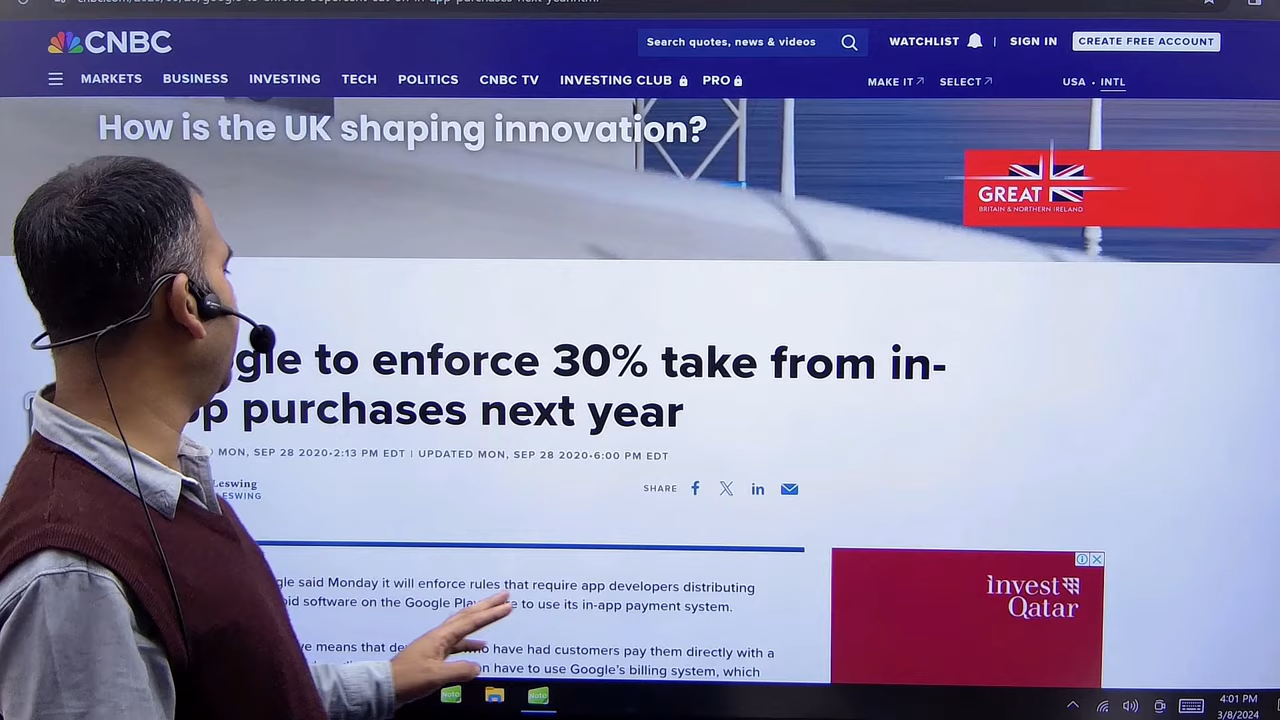 CNBC
Search quotes, news & videos
WATCHLIST
SIGN IN
CREATE FREE ACCOUNT
MARKETS BUSINESS INVESTING TECH POLITICS CNBC TV INVESTING CLUB PRO
MAKE IT SELECT USA • INTL
How is the UK shaping innovation?
GREAT
BRITAIN & NORTHERN IRELAND
gle to enforce 30% take from in-
p purchases next year
MON, SEP 28 2020•2:13 PM EDT | UPDATED MON, SEP 28 2020•6:00 PM EDT
Leswing
LESWING
SHARE
gle said Monday it will enforce rules that require app developers distributing
software on the Google Play to use its in-app payment system.
means that who have had customers pay them directly with a
have to use Google's billing system, which
invest
Qatar
Note
Note
4:01 PM
3/8/2024